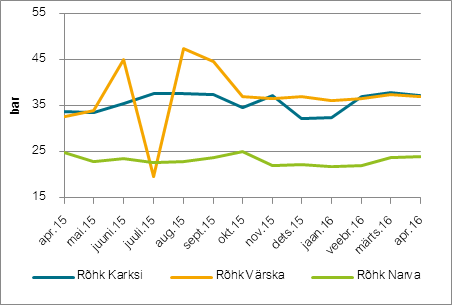 55
45
35
25
15
bar
apr.15
mai.15
juuni.15
juuli.15
aug.15
sept.15
okt.15
nov.15
dets.15
jaan.16
veebr.16
märts.16
apr.16
Rõhk Karksi
Rõhk Värska
Rõhk Narva